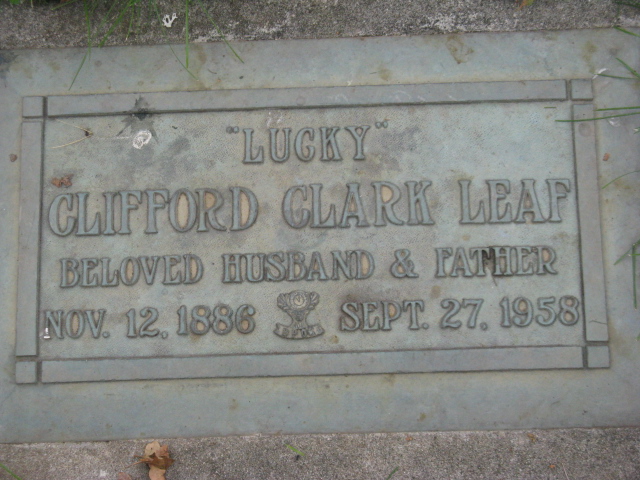 "LUCKY"
CLIFFORD CLARK LEAF
BELOVED HUSBAND & FATHER
NOV. 12, 1886 SEPT. 27, 1958